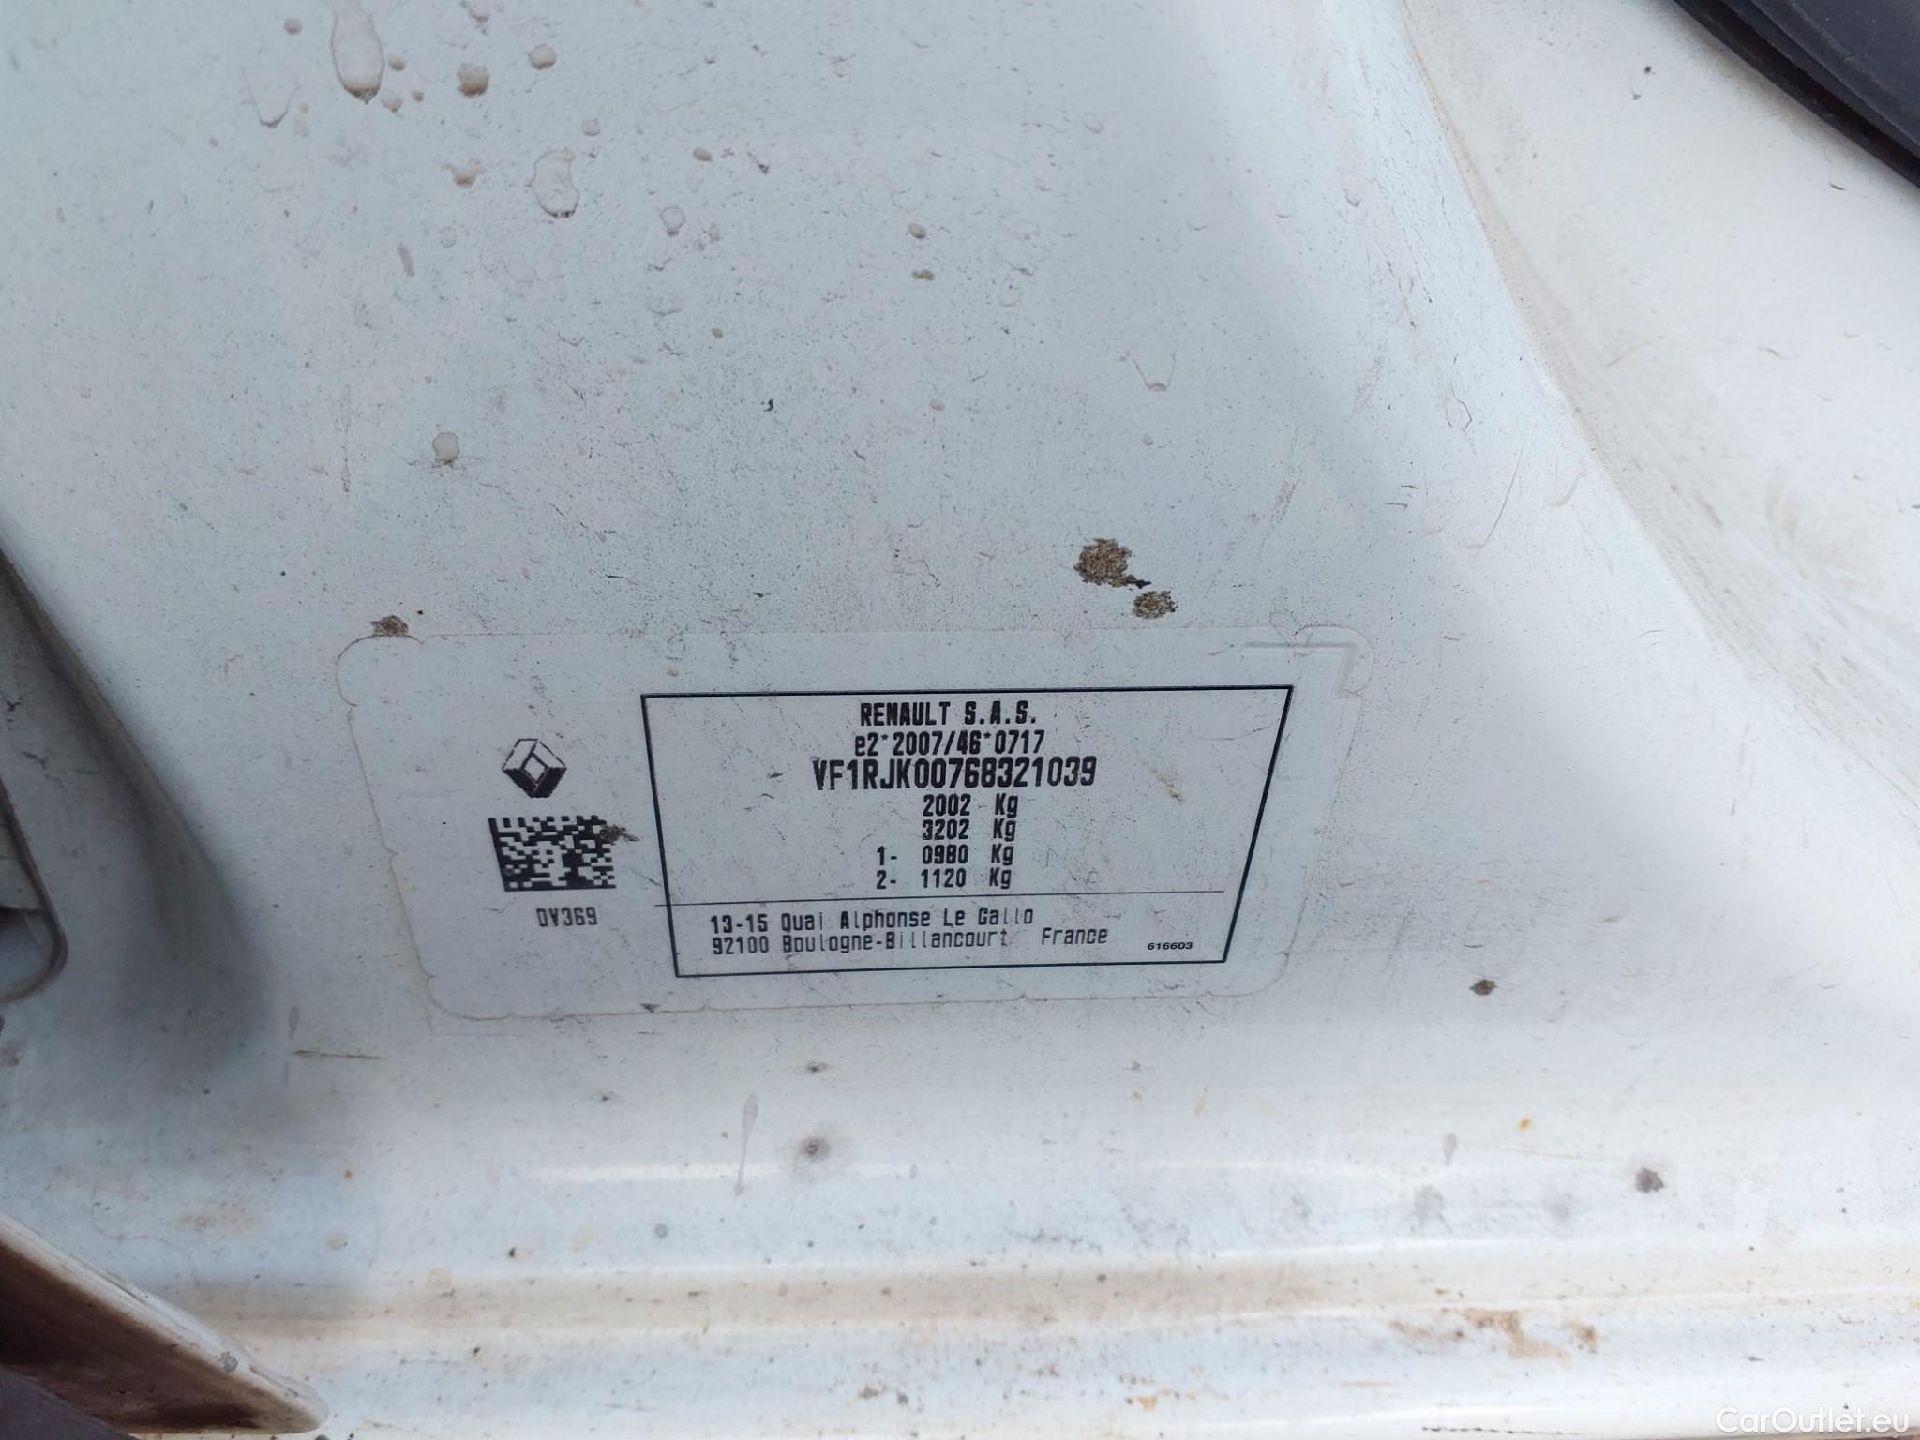 RENAULT S.A.S.
e2*2007/46*0717
VF1RJK00768321039
2002 Kg
3202 Kg
1- 0980 Kg
2- 1120 Kg
DV369
13-15 Quai Alphonse Le Gallo
92100 Boulogne-Billancourt France
616603
CarOutlet.eu